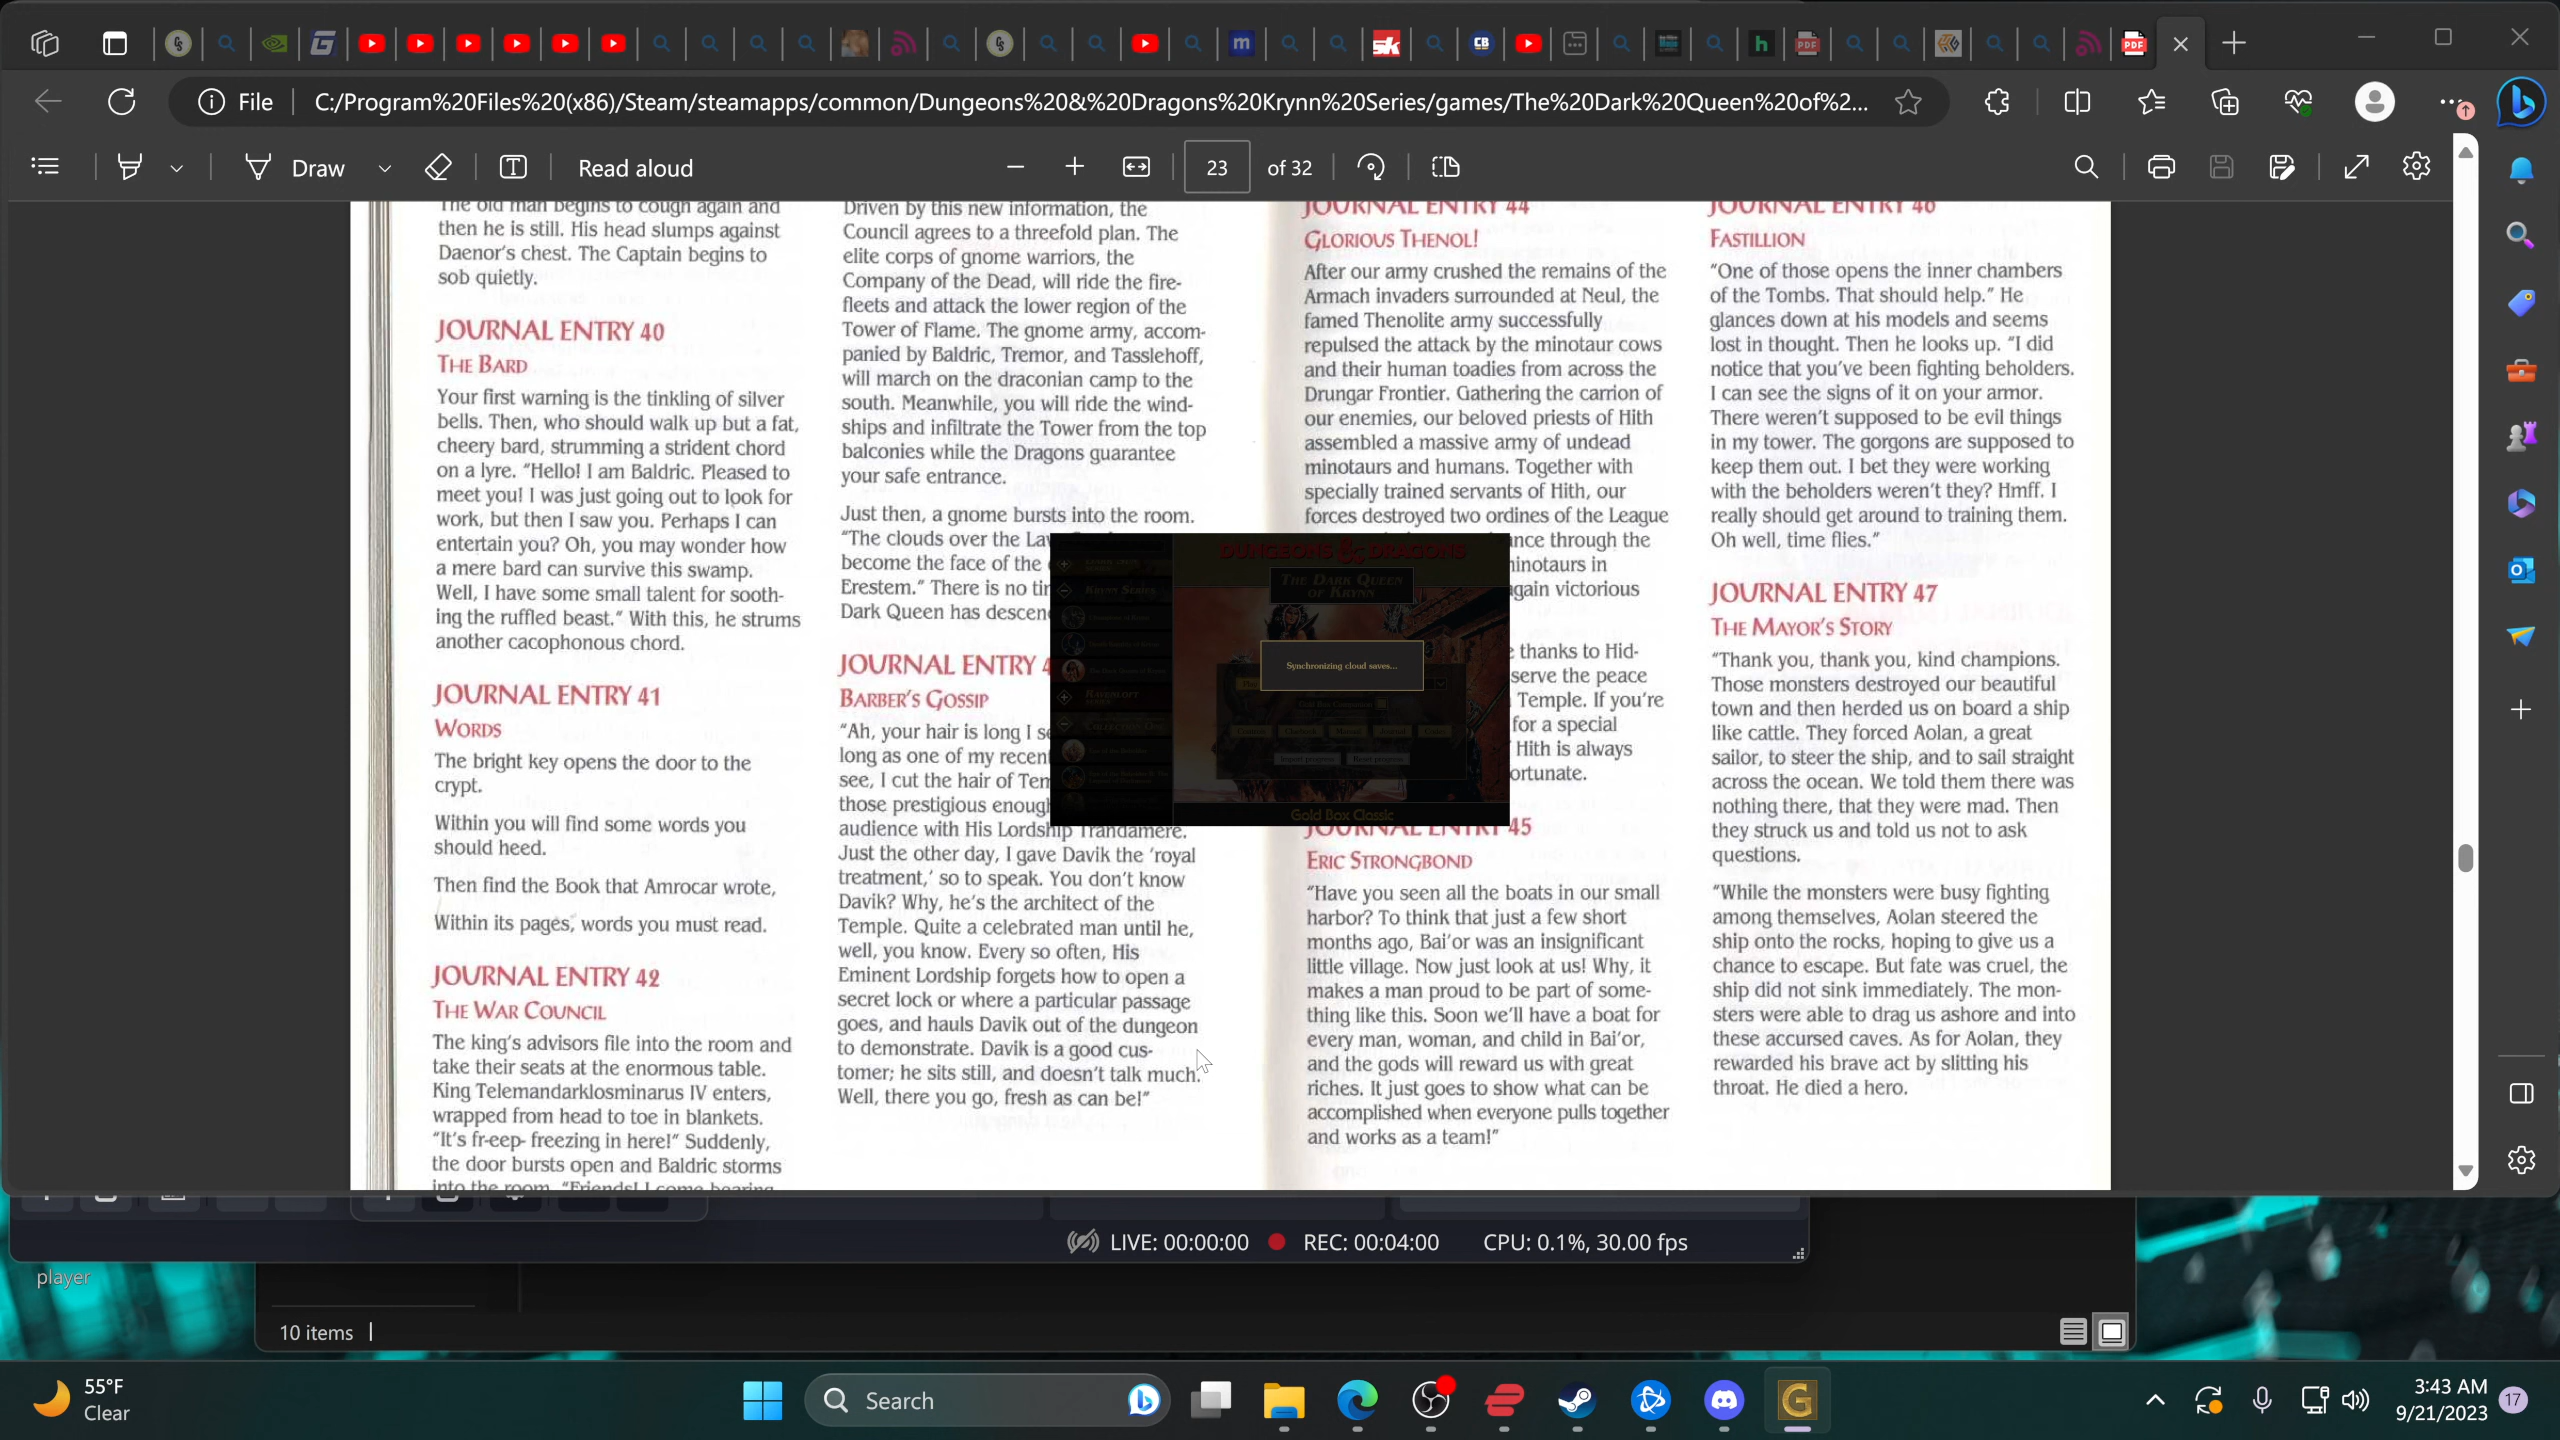 File
C:/Program%20Files%20(x86)/Steam/steamapps/common/Dungeons%20&%20Dragons%20Krynn%20Series/games/The%20Dark%20Queen%20of%2...
Draw
Read aloud
23
of 32
The old man begins to cough again and
then he is still. His head slumps against
Daenor's chest. The Captain begins to
sob quietly.
JOURNAL ENTRY 40
THE BARD
Your first warning is the tinkling of silver
bells. Then, who should walk up but a fat,
cheery bard, strumming a strident chord
on a lyre. "Hello! I am Baldric. Pleased to
meet you! I was just going out to look for
work, but then I saw you. Perhaps I can
entertain you? Oh, you may wonder how
a mere bard can survive this swamp.
Well, I have some small talent for sooth-
ing the ruffled beast." With this, he strums
another cacophonous chord.
JOURNAL ENTRY 41
WORDS
The bright key opens the door to the
crypt.
Within you will find some words you
should heed.
Then find the Book that Amrocar wrote,
Within its pages, words you must read.
JOURNAL ENTRY 42
THE WAR COUNCIL
The king's advisors file into the room and
take their seats at the enormous table.
King Telemandarklosminarus IV enters,
wrapped from head to toe in blankets.
"It's fr-eep- freezing in here!" Suddenly,
the door bursts open and Baldric storms
into the room. "Friends! I come bearing
Driven by this new information, the
Council agrees to a threefold plan. The
elite corps of gnome warriors, the
Company of the Dead, will ride the fire-
fleets and attack the lower region of the
Tower of Flame. The gnome army, accom-
panied by Baldric, Tremor, and Tasslehoff,
will march on the draconian camp to the
south. Meanwhile, you will ride the wind-
ships and infiltrate the Tower from the top
balconies while the Dragons guarantee
your safe entrance.
Just then, a gnome bursts into the room.
"The clouds over the
become the face of the
Erestem." There is no
Dark Queen has
JOURNAL ENTRY
BARBER'S GOSSIP
"Ah, your hair is long I
long as one of my recent
see, I cut the hair of
those prestigious enough
audience with His Lordship Trandamere.
Just the other day, I gave Davik the 'royal
treatment,' so to speak. You don't know
Davik? Why, he's the architect of the
Temple. Quite a celebrated man until he,
well, you know. Every so often, His
Eminent Lordship forgets how to open a
secret lock or where a particular passage
goes, and hauls Davik out of the dungeon
to demonstrate. Davik is a good cus-
tomer; he sits still, and doesn't talk much.
Well, there you go, fresh as can be!"
DUNGEONS & DRAGONS
THE DARK QUEEN
OF KRYNN
KRYNN SERIES
Synchronizing cloud saves...
Gold Box Classic
JOURNAL ENTRY 44
GLORIOUS THENOL!
After our army crushed the remains of the
Armach invaders surrounded at Neul, the
famed Thenolite army successfully
repulsed the attack by the minotaur cows
and their human toadies from across the
Drungar Frontier. Gathering the carrion of
our enemies, our beloved priests of Hith
assembled a massive army of undead
minotaurs and humans. Together with
specially trained servants of Hith, our
forces destroyed two ordines of the League
through the
minotaurs in
again victorious
thanks to Hid-
serve the peace
Temple. If you're
for a special
Hith is always
JOURNAL ENTRY 45
ERIC STRONGBOND
"Have you seen all the boats in our small
harbor? To think that just a few short
months ago, Bai'or was an insignificant
little village. Now just look at us! Why, it
makes a man proud to be part of some-
thing like this. Soon we'll have a boat for
every man, woman, and child in Bai'or,
and the gods will reward us with great
riches. It just goes to show what can be
accomplished when everyone pulls together
and works as a team!"
JOURNAL ENTRY 46
FASTILLION
"One of those opens the inner chambers
of the Tombs. That should help." He
glances down at his models and seems
lost in thought. Then he looks up. "I did
notice that you've been fighting beholders.
I can see the signs of it on your armor.
There weren't supposed to be evil things
in my tower. The gorgons are supposed to
keep them out. I bet they were working
with the beholders weren't they? Hmff. I
really should get around to training them.
Oh well, time flies."
JOURNAL ENTRY 47
THE MAYOR'S STORY
"Thank you, thank you, kind champions.
Those monsters destroyed our beautiful
town and then herded us on board a ship
like cattle. They forced Aolan, a great
sailor, to steer the ship, and to sail straight
across the ocean. We told them there was
nothing there, that they were mad. Then
they struck us and told us not to ask
questions.
"While the monsters were busy fighting
among themselves, Aolan steered the
ship onto the rocks, hoping to give us a
chance to escape. But fate was cruel, the
ship did not sink immediately. The mon-
sters were able to drag us ashore and into
these accursed caves. As for Aolan, they
rewarded his brave act by slitting his
throat. He died a hero.
LIVE: 00:00:00
REC: 00:04:00
CPU: 0.1%, 30.00 fps
player
10 items
55°F
Clear
Search
3:43 AM
9/21/2023
17